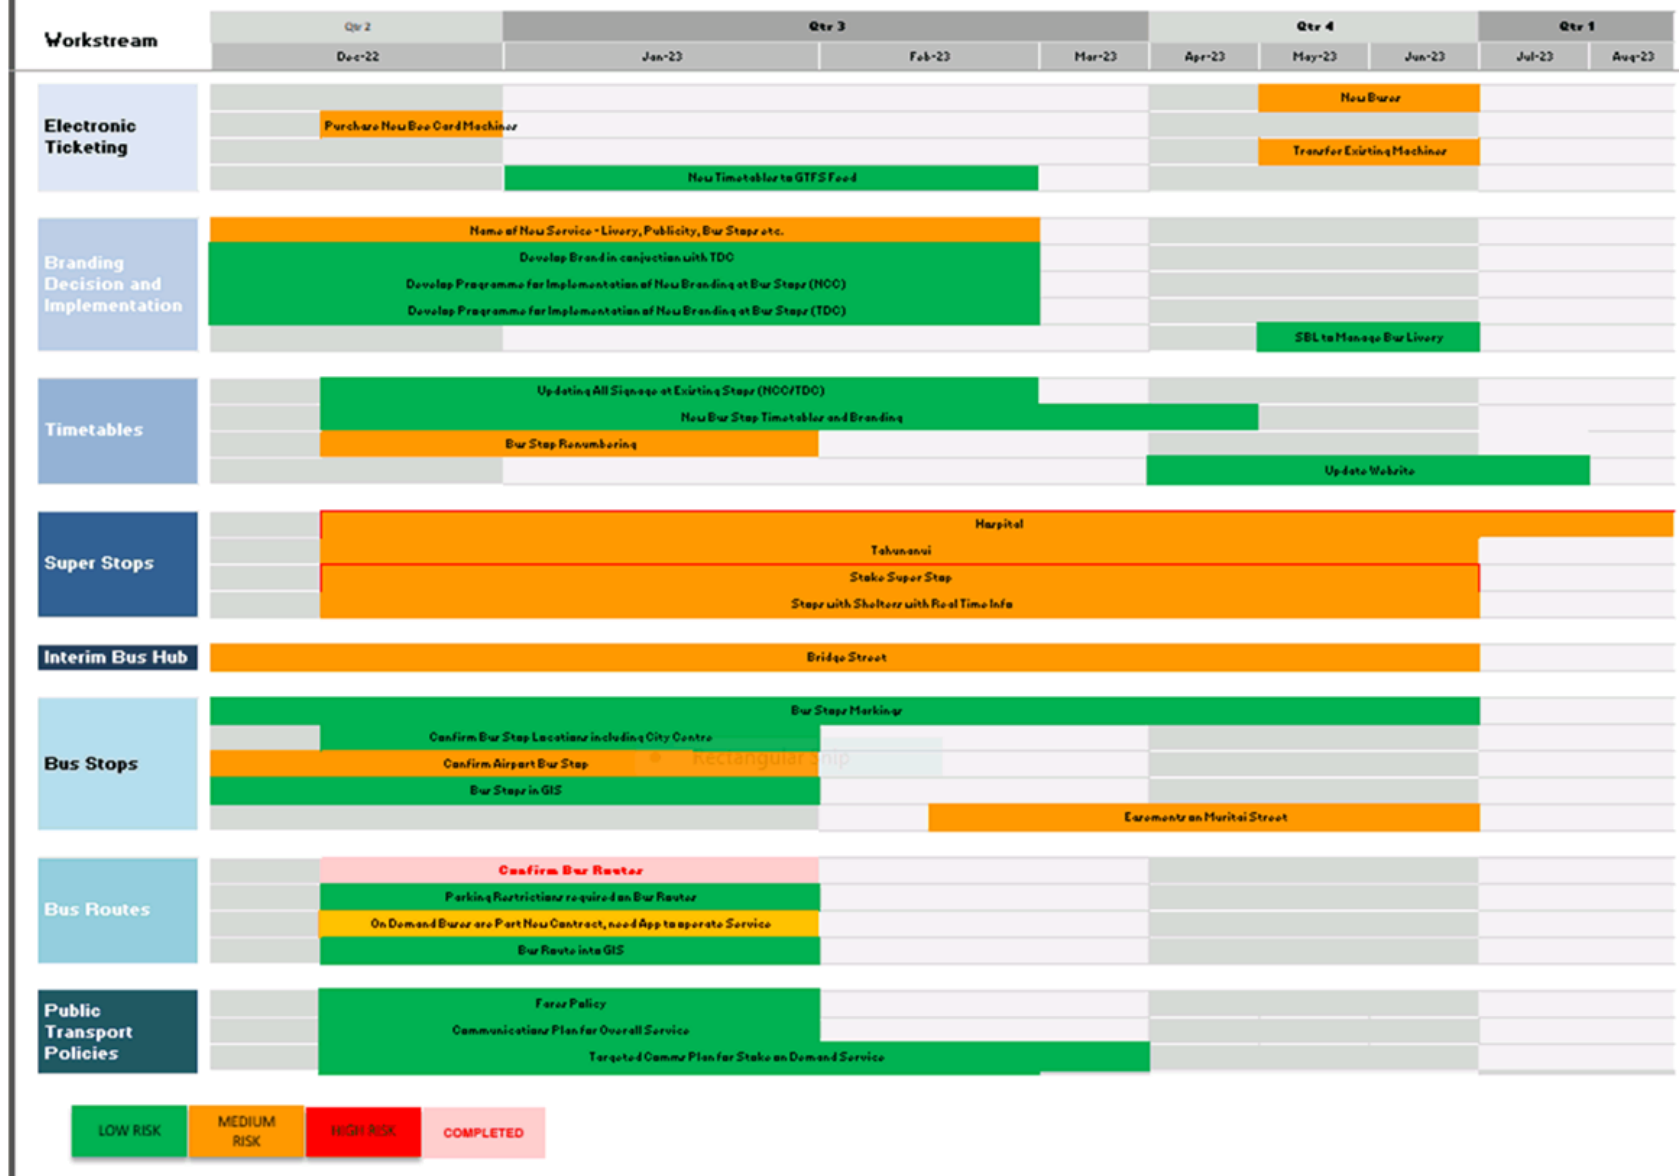 Workstream
Qtr 2
Qtr 3
Qtr 4
Qtr 1
Dec-22
Jan-23
Feb-23
Mar-23
Apr-23
May-23
Jun-23
Jul-23
Aug-23
Electronic
Ticketing
New Buses
Purchase New Bee Card Machines
Transfer Existing Machines
New Timetables to GTFS Feed
Branding
Decision and
Implementation
Name of New Service - Livery, Publicity, Bus Stops etc.
Develop Brand in conjuction with TDC
Develop Programme for Implementation of New Branding at Bus Stops (NCC)
Develop Programme for Implementation of New Branding at Bus Stops (TDC)
SBL to Manage Bus Livery
Timetables
Updating All Signage at Existing Stops (NCC/TDC)
New Bus Stop Timetables and Branding
Bus Stop Renumbering
Update Website
Super Stops
Hospital
Tahunanui
Stoke Super Stop
Stops with Shelters with Real Time Info
Interim Bus Hub
Bridge Street
Bus Stops
Bus Stops Markings
Confirm Bus Stop Locations including City Centre
Confirm Airport Bus Stop
• Rectangular Snip
Bus Stops in GIS
Easements on Muritai Street
Bus Routes
Confirm Bus Routes
Parking Restrictions required on Bus Routes
On Demand Buses are Part New Contract, need App to operate Service
Bus Route into GIS
Public
Transport
Policies
Fares Policy
Communications Plan for Overall Service
Targeted Comms Plan for Stoke on Demand Service
LOW RISK
MEDIUM
RISK
HIGH RISK
COMPLETED